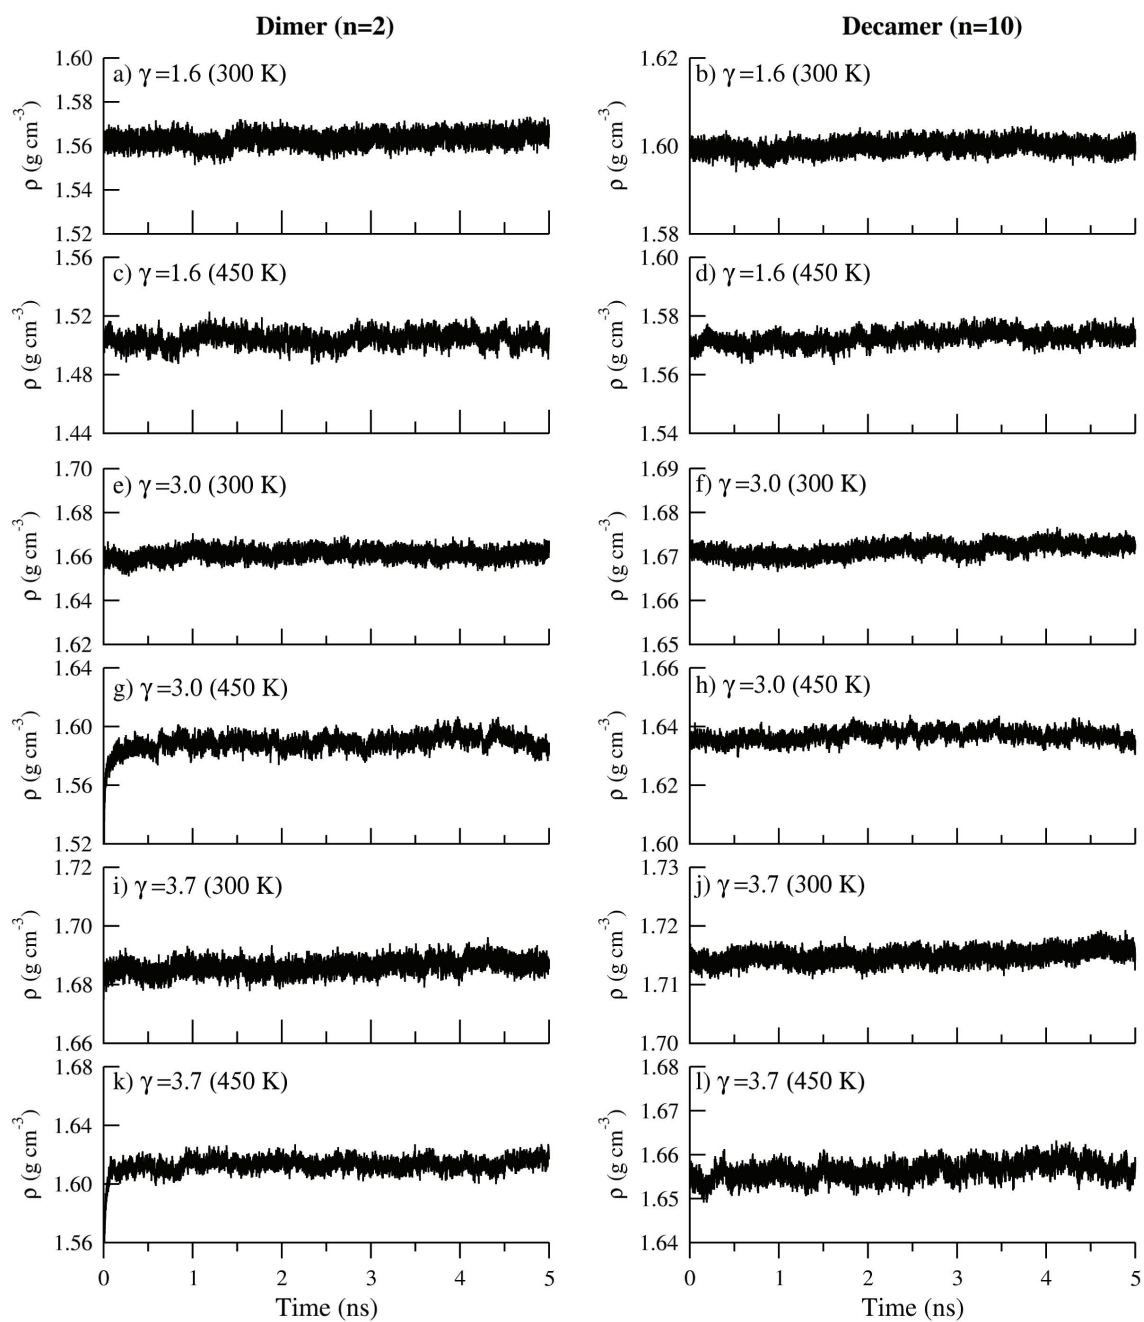 Dimer (n=2)
Decamer (n=10)
a) γ=1.6 (300 K)
ρ (g cm⁻³)
1.60
1.58
1.56
1.54
1.52
b) γ=1.6 (300 K)
ρ (g cm⁻³)
1.62
1.60
1.58
c) γ=1.6 (450 K)
ρ (g cm⁻³)
1.56
1.52
1.48
1.44
d) γ=1.6 (450 K)
ρ (g cm⁻³)
1.60
1.58
1.56
1.54
e) γ=3.0 (300 K)
ρ (g cm⁻³)
1.70
1.68
1.66
1.64
1.62
f) γ=3.0 (300 K)
ρ (g cm⁻³)
1.69
1.68
1.67
1.66
1.65
g) γ=3.0 (450 K)
ρ (g cm⁻³)
1.64
1.60
1.56
1.52
h) γ=3.0 (450 K)
ρ (g cm⁻³)
1.66
1.64
1.62
1.60
i) γ=3.7 (300 K)
ρ (g cm⁻³)
1.72
1.70
1.68
1.66
j) γ=3.7 (300 K)
ρ (g cm⁻³)
1.73
1.72
1.71
1.70
k) γ=3.7 (450 K)
ρ (g cm⁻³)
1.68
1.64
1.60
1.56
l) γ=3.7 (450 K)
ρ (g cm⁻³)
1.68
1.67
1.66
1.65
1.64
0 1 2 3 4 5
Time (ns)
0 1 2 3 4 5
Time (ns)